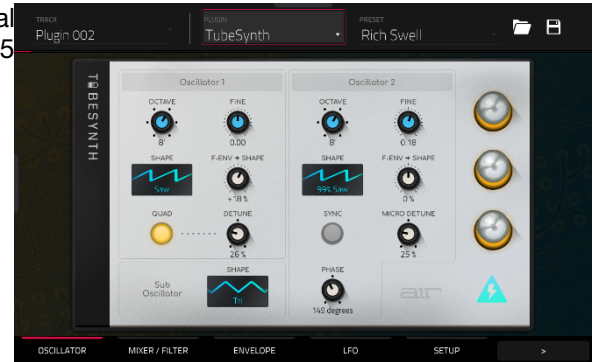 al
5
TRACK
Plugin 002
PLUGIN
TubeSynth
PRESET
Rich Swell
TUBESYNTH
Oscillator 1
OCTAVE
FINE
8'
0.00
SHAPE
F-ENV → SHAPE
Saw
+18 %
QUAD
DETUNE
26 %
Sub
Oscillator
SHAPE
Tri
Oscillator 2
OCTAVE
FINE
8'
0.18
SHAPE
F-ENV → SHAPE
99% Saw
0 %
SYNC
MICRO DETUNE
25 %
PHASE
149 degrees
air
OSCILLATOR
MIXER / FILTER
ENVELOPE
LFO
SETUP
>